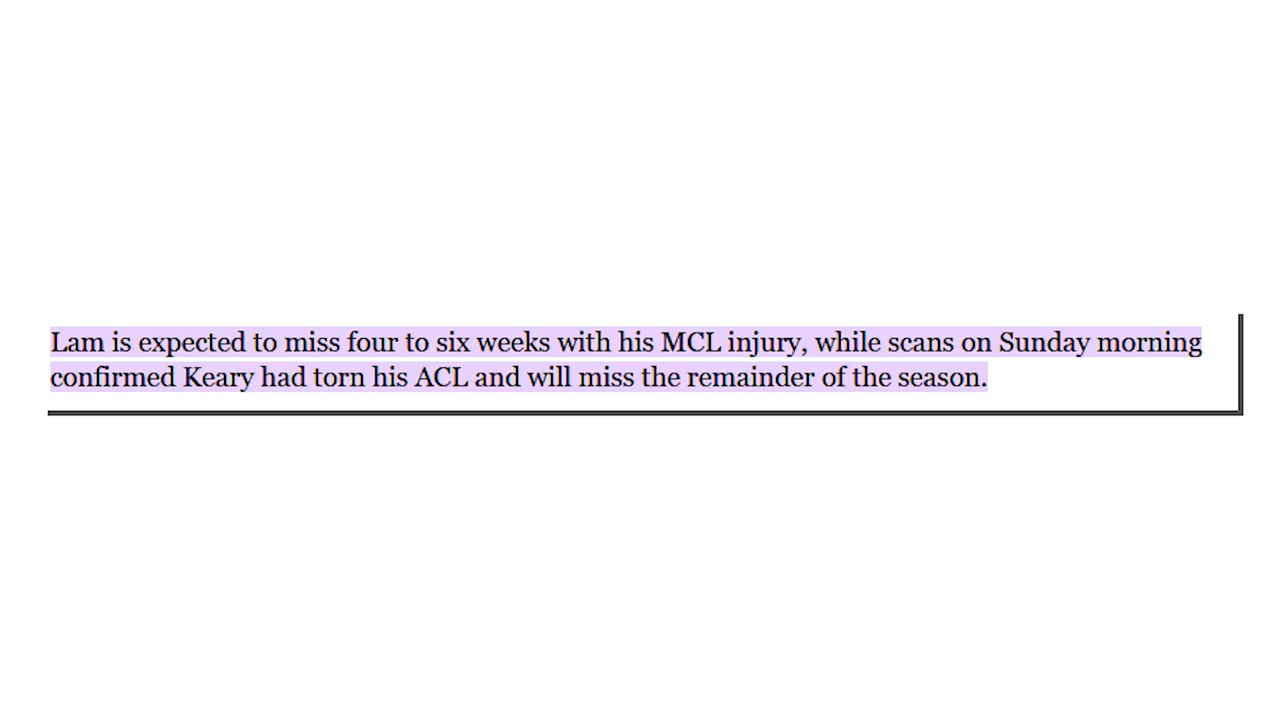 Lam is expected to miss four to six weeks with his MCL injury, while scans on Sunday morning
confirmed Keary had torn his ACL and will miss the remainder of the season.